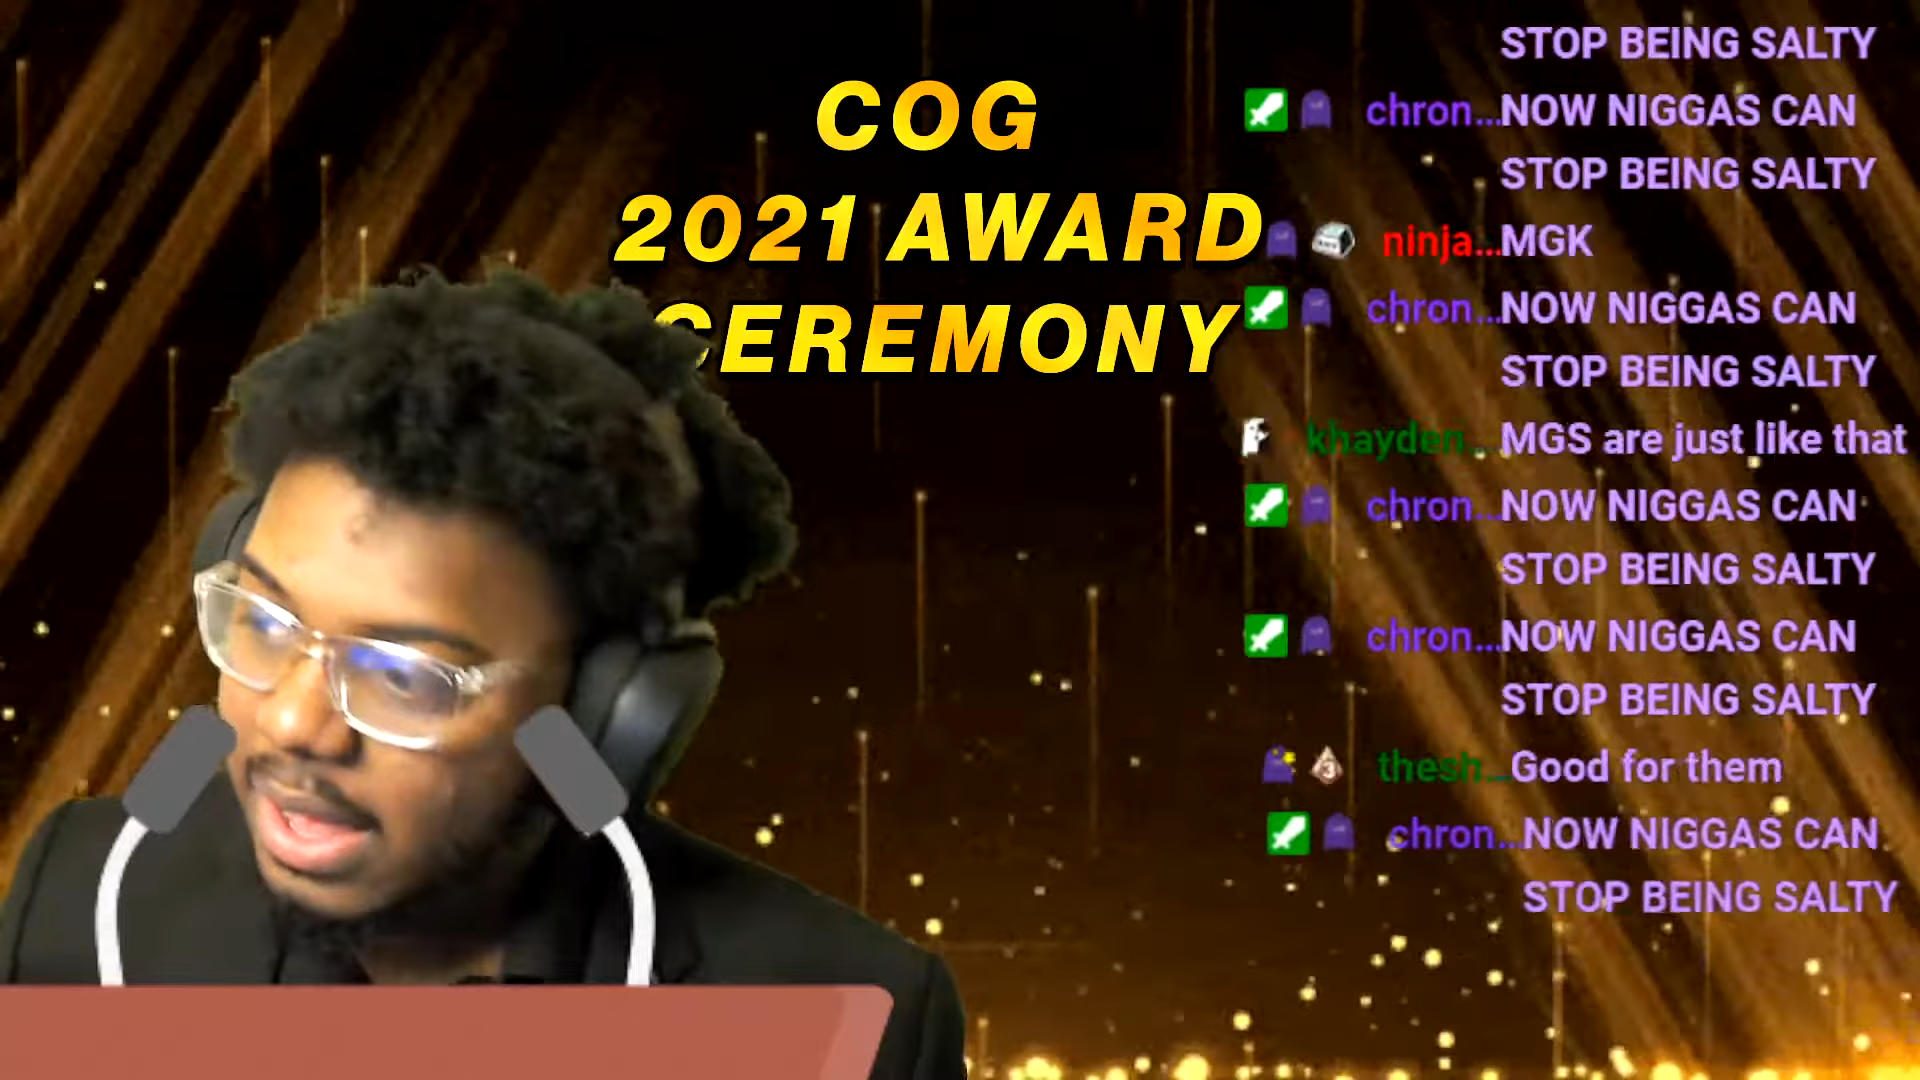 COG
2021 AWARD
CEREMONY
STOP BEING SALTY
chron...NOW NIGGAS CAN
STOP BEING SALTY
ninja...MGK
chron...NOW NIGGAS CAN
STOP BEING SALTY
khayden...MGS are just like that
chron...NOW NIGGAS CAN
STOP BEING SALTY
chron...NOW NIGGAS CAN
STOP BEING SALTY
3 thesh...Good for them
chron...NOW NIGGAS CAN
STOP BEING SALTY